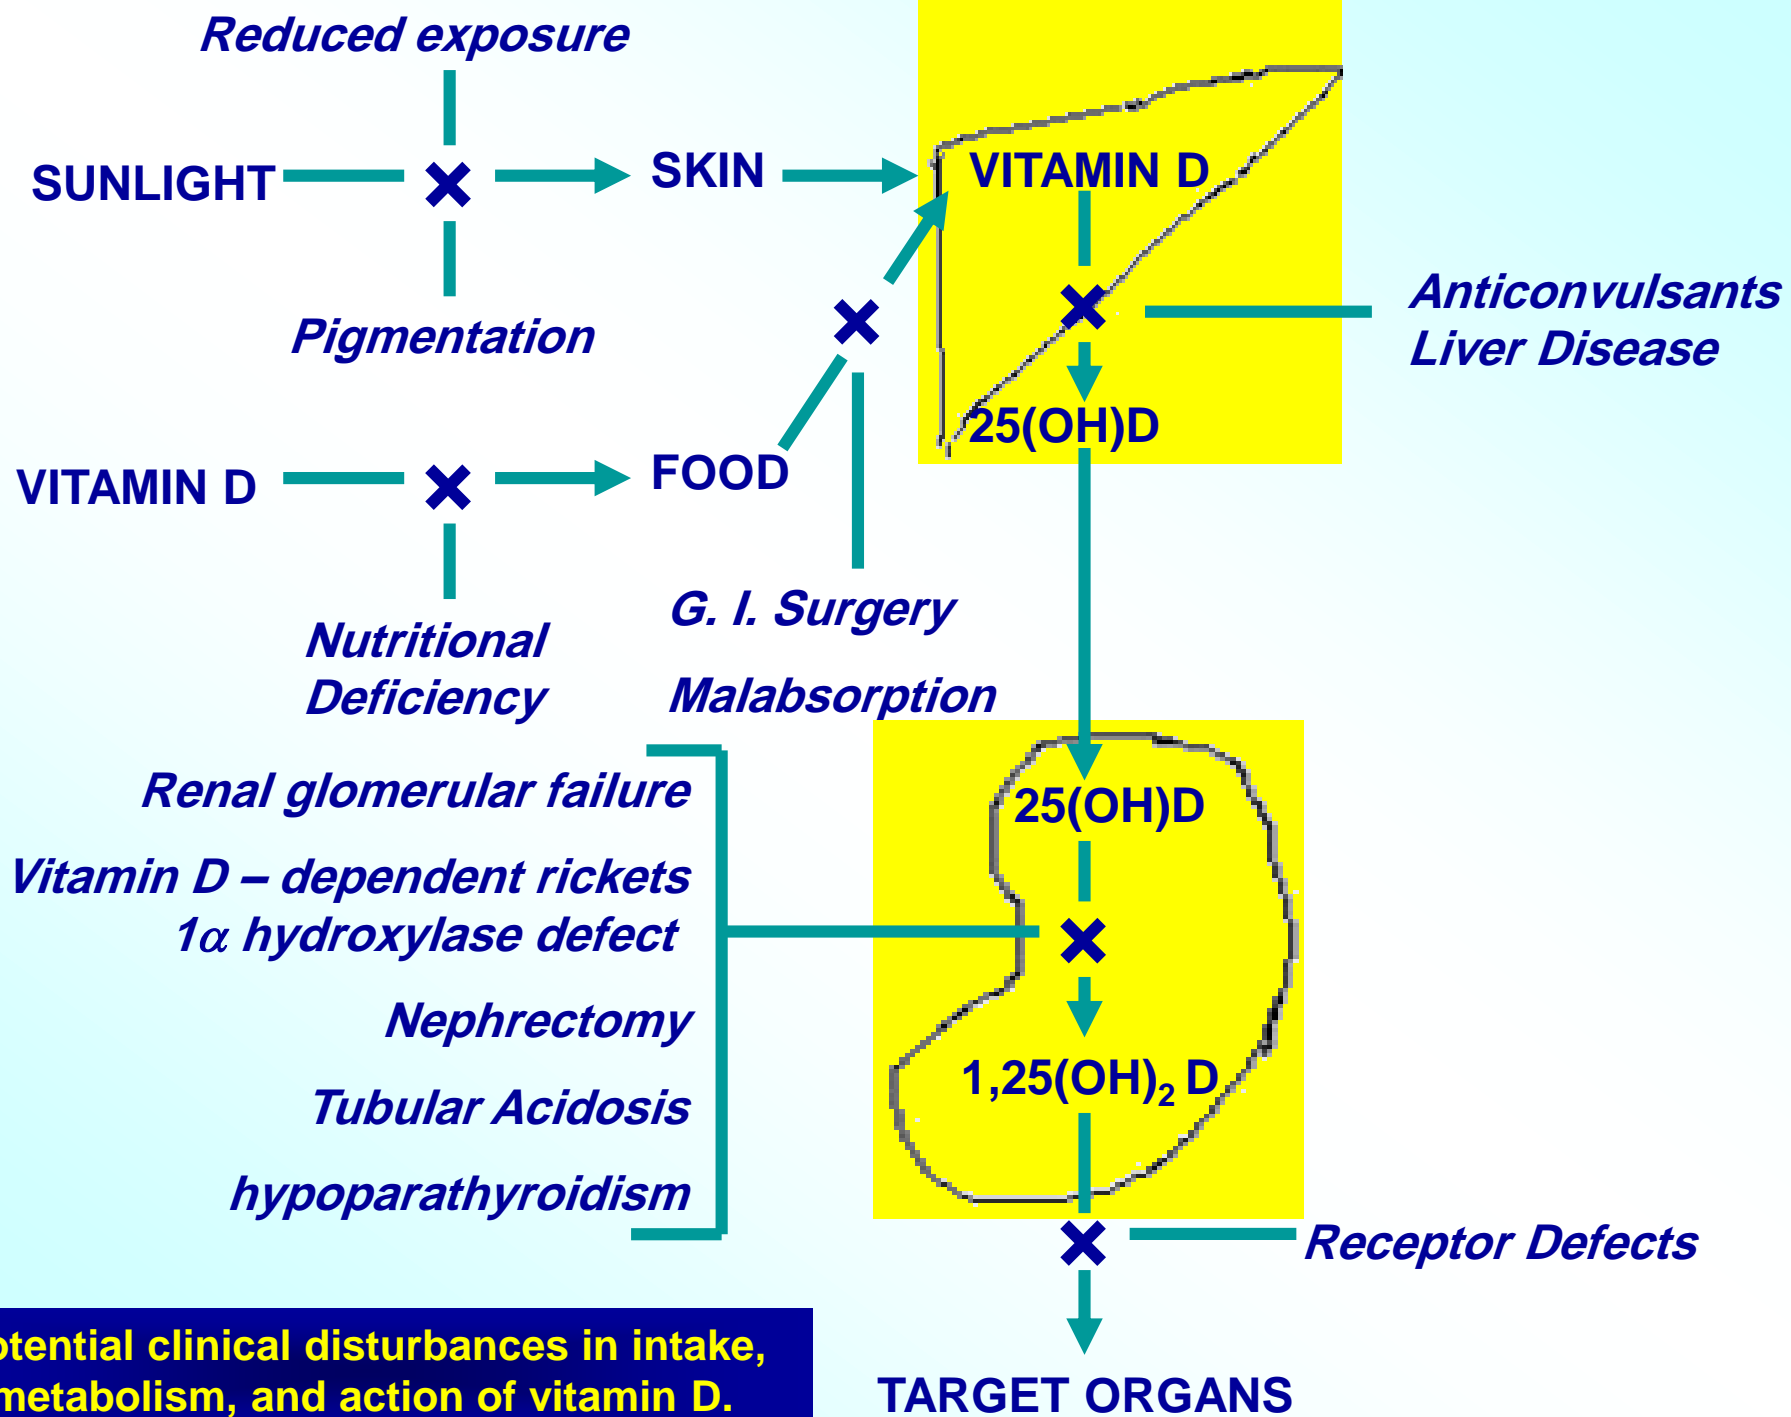 Reduced exposure
SUNLIGHT
SKIN
VITAMIN D
Pigmentation
Anticonvulsants
Liver Disease
25(OH)D
VITAMIN D
FOOD
Nutritional
Deficiency
G. I. Surgery
Malabsorption
Renal glomerular failure
Vitamin D – dependent rickets
1α hydroxylase defect
Nephrectomy
Tubular Acidosis
hypoparathyroidism
25(OH)D
1,25(OH)₂ D
Receptor Defects
TARGET ORGANS
otential clinical disturbances in intake,
metabolism, and action of vitamin D.